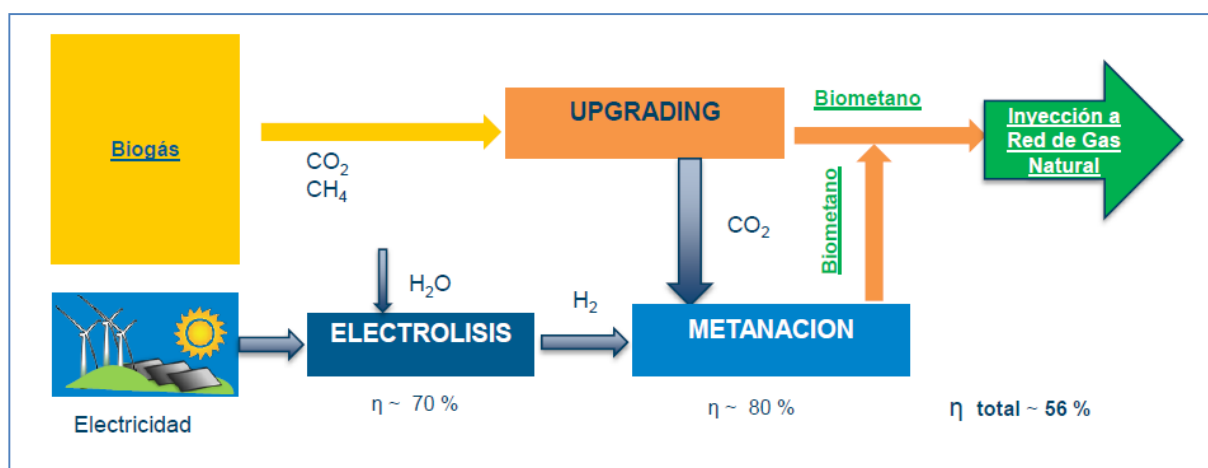 Biogás
CO₂
CH₄
UPGRADING
Biometano
Invección a
Red de Gas
Natural
Biometano
CO₂
H₂O
H₂
ELECTROLISIS
METANACION
Electricidad
η ~ 70 %
η ~ 80 %
η total ~ 56 %